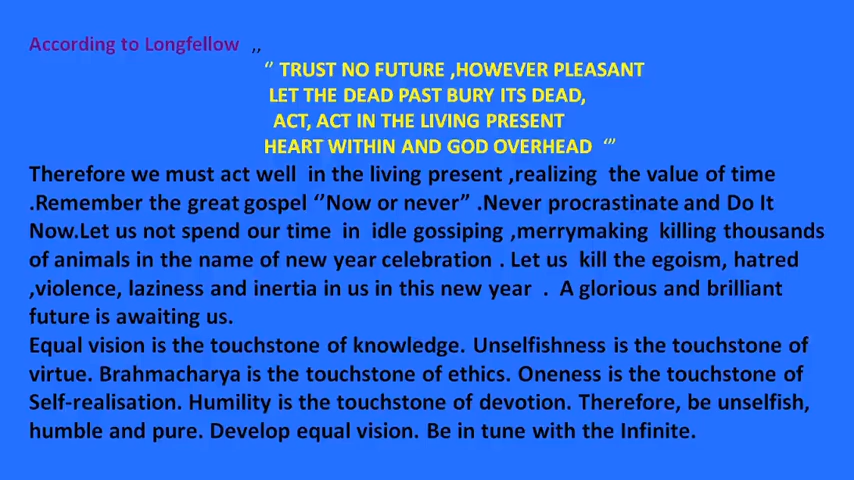 According to Longfellow ,,
“ TRUST NO FUTURE ,HOWEVER PLEASANT
LET THE DEAD PAST BURY ITS DEAD,
ACT, ACT IN THE LIVING PRESENT
HEART WITHIN AND GOD OVERHEAD ‘”
Therefore we must act well in the living present ,realizing the value of time
.Remember the great gospel ‘’Now or never” .Never procrastinate and Do It
Now.Let us not spend our time in idle gossiping ,merrymaking killing thousands
of animals in the name of new year celebration . Let us kill the egoism, hatred
,violence, laziness and inertia in us in this new year . A glorious and brilliant
future is awaiting us.
Equal vision is the touchstone of knowledge. Unselfishness is the touchstone of
virtue. Brahmacharya is the touchstone of ethics. Oneness is the touchstone of
Self-realisation. Humility is the touchstone of devotion. Therefore, be unselfish,
humble and pure. Develop equal vision. Be in tune with the Infinite.